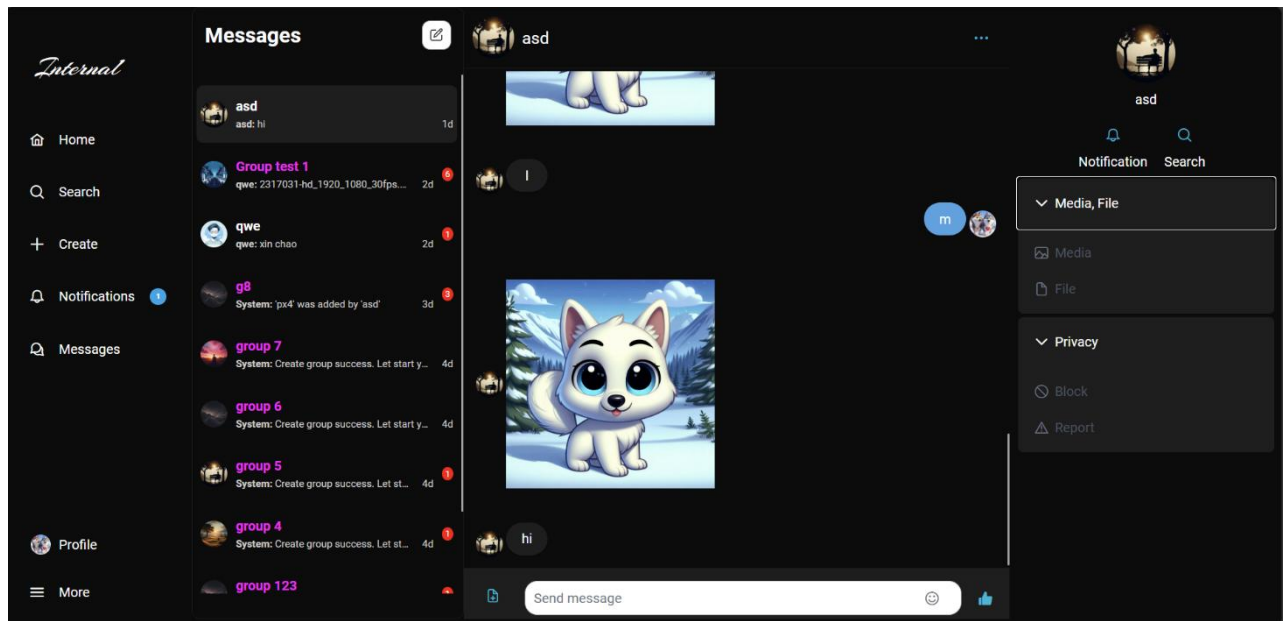 Internal
Home
Search
Create
Notifications 1
Messages
Profile
More
Messages
asd
asd: hi 1d
Group test 1
qwe: 2317031-hd_1920_1080_30fps... 2d 6
qwe
qwe: xin chao 2d 1
g8
System: 'px4' was added by 'asd' 3d 3
group 7
System: Create group success. Let start y... 4d
group 6
System: Create group success. Let start y... 4d
group 5
System: Create group success. Let st... 4d 1
group 4
System: Create group success. Let st... 4d 1
group 123
asd
m
hi
Send message
asd
Notification Search
Media, File
Media
File
Privacy
Block
Report